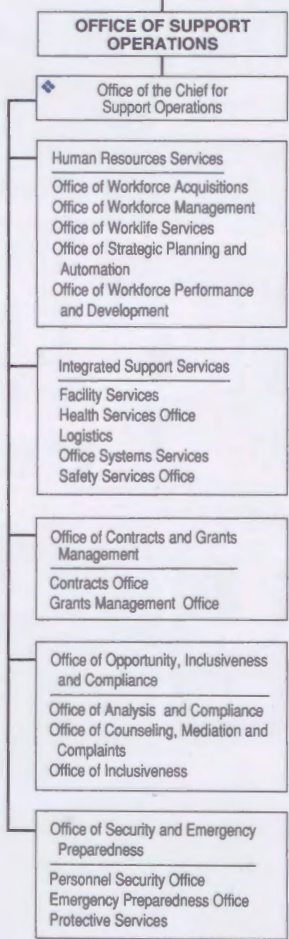 OFFICE OF SUPPORT
OPERATIONS
Office of the Chief for
Support Operations
Human Resources Services
Office of Workforce Acquisitions
Office of Workforce Management
Office of Worklife Services
Office of Strategic Planning and
Automation
Office of Workforce Performance
and Development
Integrated Support Services
Facility Services
Health Services Office
Logistics
Office Systems Services
Safety Services Office
Office of Contracts and Grants
Management
Contracts Office
Grants Management Office
Office of Opportunity, Inclusiveness
and Compliance
Office of Analysis and Compliance
Office of Counseling, Mediation and
Complaints
Office of Inclusiveness
Office of Security and Emergency
Preparedness
Personnel Security Office
Emergency Preparedness Office
Protective Services